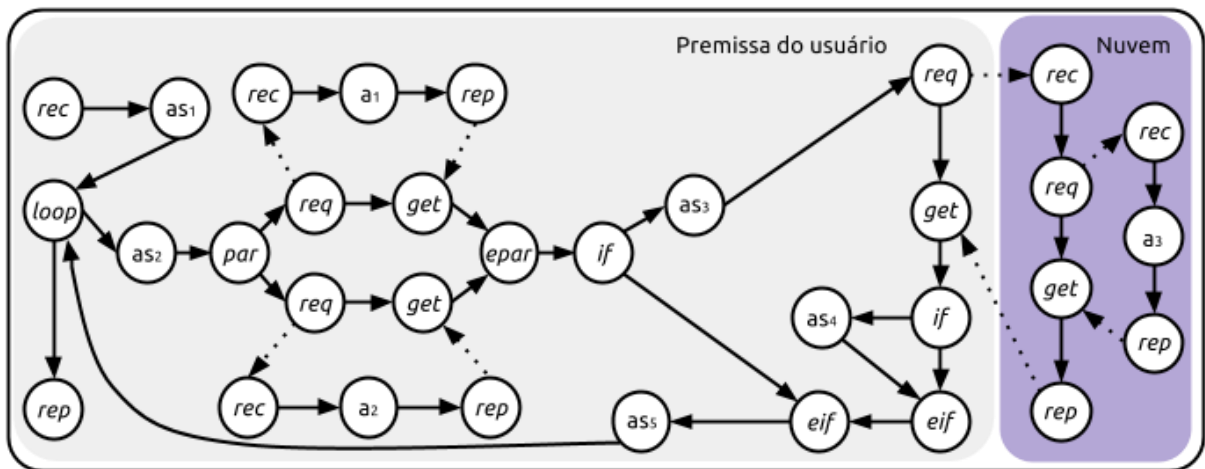 Premissa do usuário
Nuvem
rec as₁
rec a₁ rep
req rec
rec
loop
req get
as₃
get
req
as₂ par
epar if
a₃
req get
as₄ if
get
rep
rep
rec a₂ rep
as₅ eif eif
rep